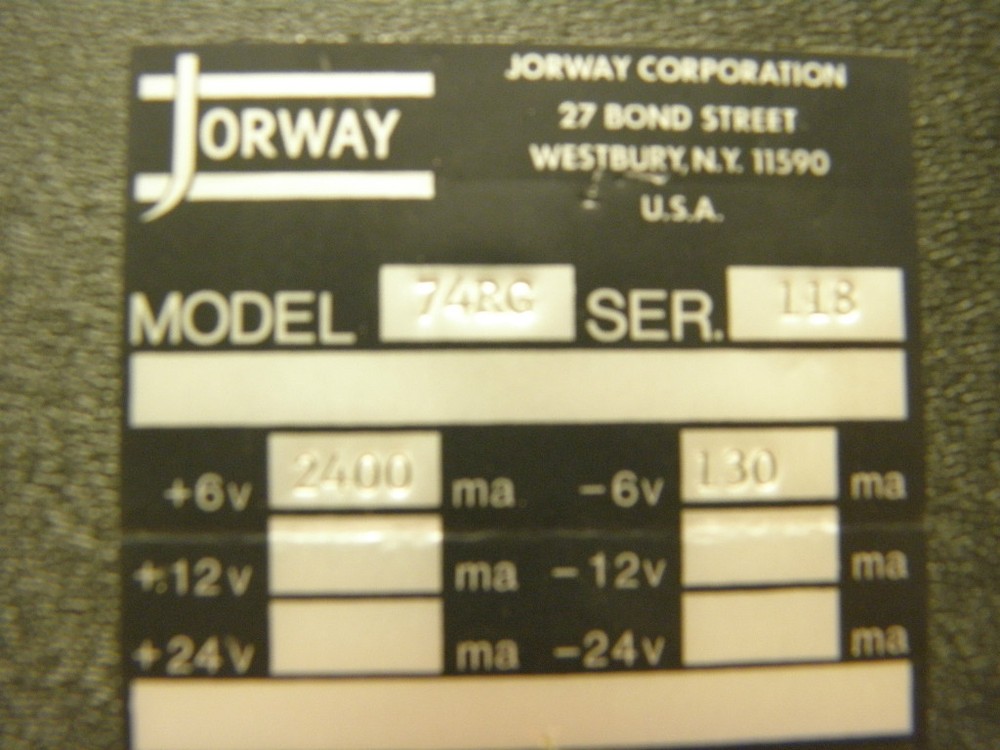 JORWAY
JORWAY CORPORATION
27 BOND STREET
WESTBURY, N.Y. 11590
U.S.A.
MODEL 74RG SER. 118
+6v 2400 ma -6v 130 ma
+12v ma -12v ma
+24v ma -24v ma